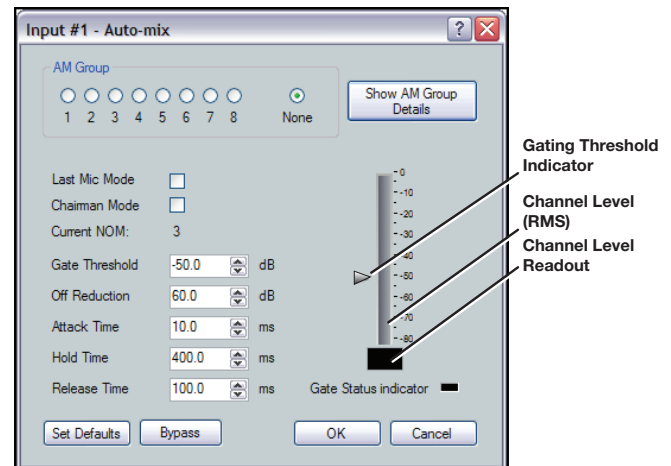 Input #1 - Auto-mix
?
AM Group
1 2 3 4 5 6 7 8 None
Show AM Group
Details
Gating Threshold
Indicator
Channel Level
(RMS)
Channel Level
Readout
Last Mic Mode
Chairman Mode
Current NOM: 3
Gate Threshold -50.0 dB
Off Reduction 60.0 dB
Attack Time 10.0 ms
Hold Time 400.0 ms
Release Time 100.0 ms
-0
-10
-20
-30
-40
-50
-60
-70
-80
Gate Status indicator
Set Defaults Bypass OK Cancel